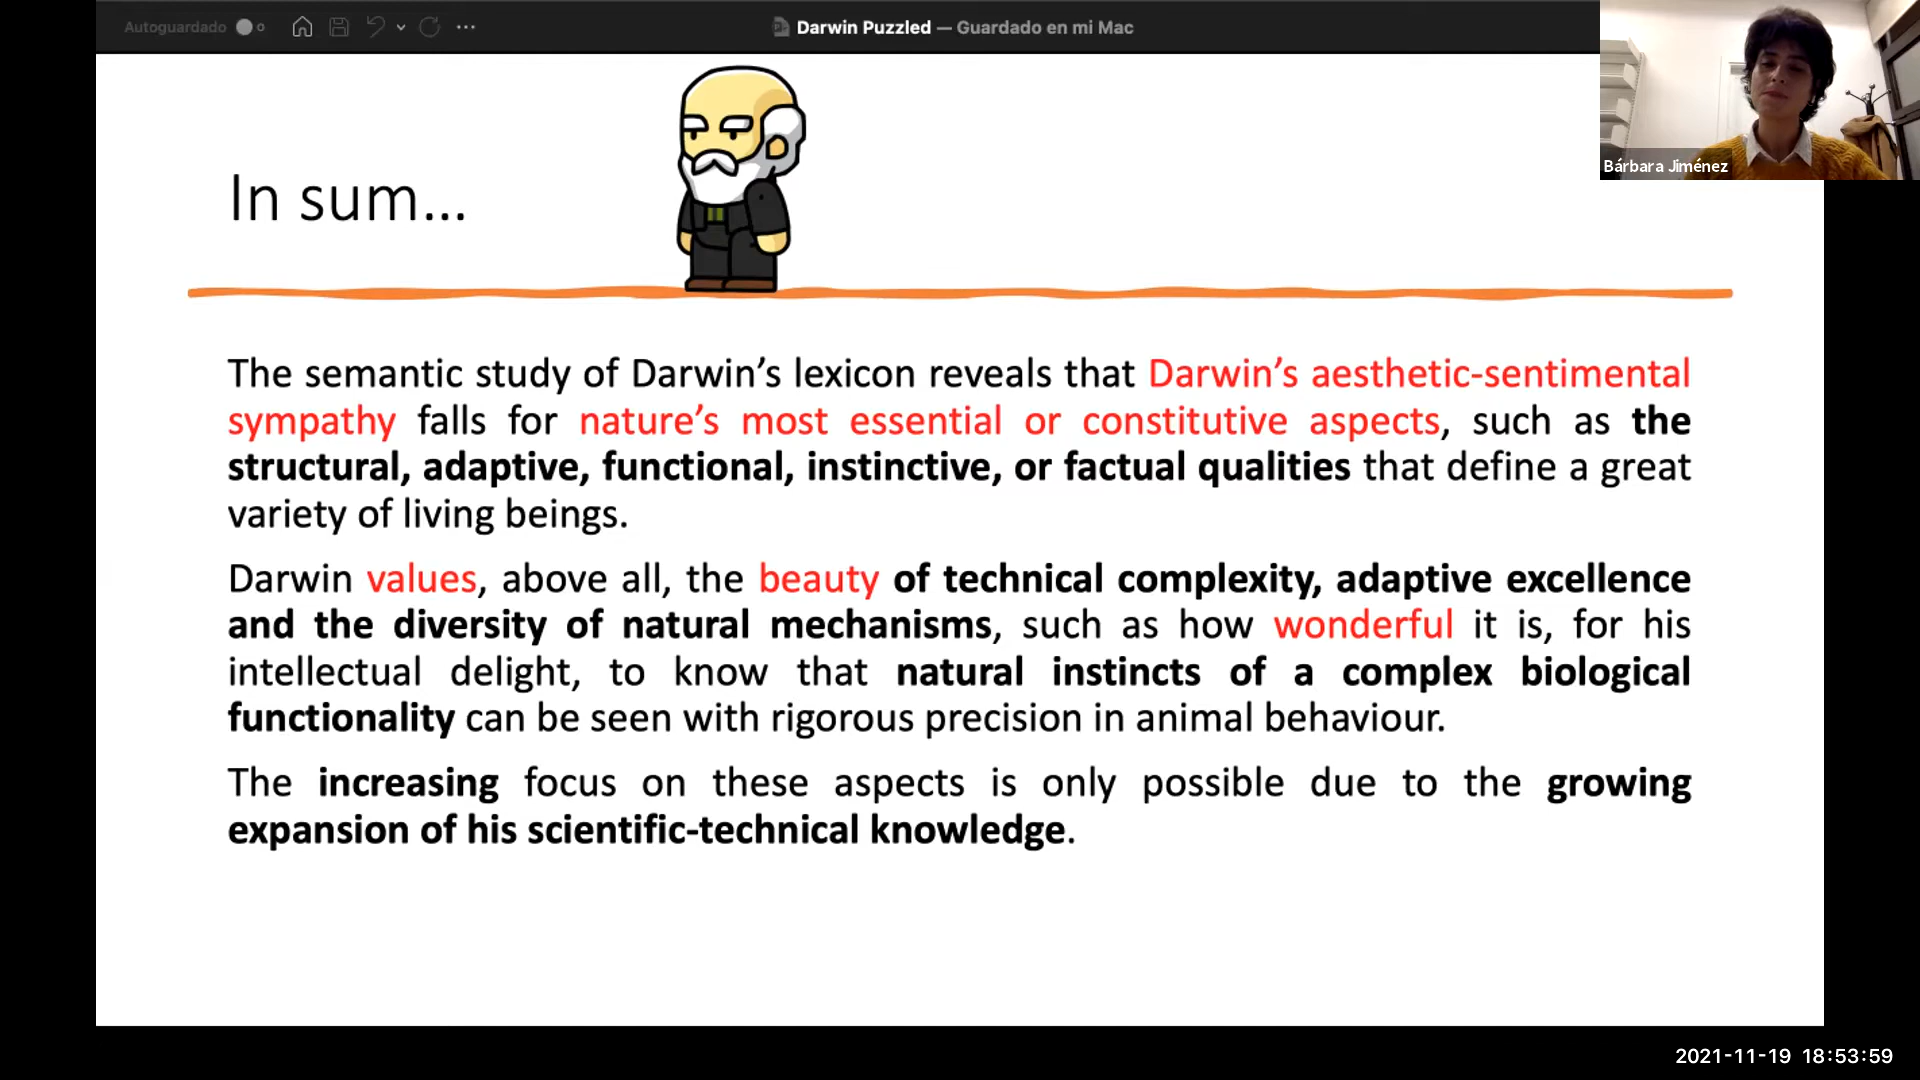 Autoguardado
Darwin Puzzled — Guardado en mi Mac
Bárbara Jiménez
In sum...
The semantic study of Darwin's lexicon reveals that Darwin's aesthetic-sentimental
sympathy falls for nature's most essential or constitutive aspects, such as the
structural, adaptive, functional, instinctive, or factual qualities that define a great
variety of living beings.
Darwin values, above all, the beauty of technical complexity, adaptive excellence
and the diversity of natural mechanisms, such as how wonderful it is, for his
intellectual delight, to know that natural instincts of a complex biological
functionality can be seen with rigorous precision in animal behaviour.
The increasing focus on these aspects is only possible due to the growing
expansion of his scientific-technical knowledge.
2021-11-19 18:53:59